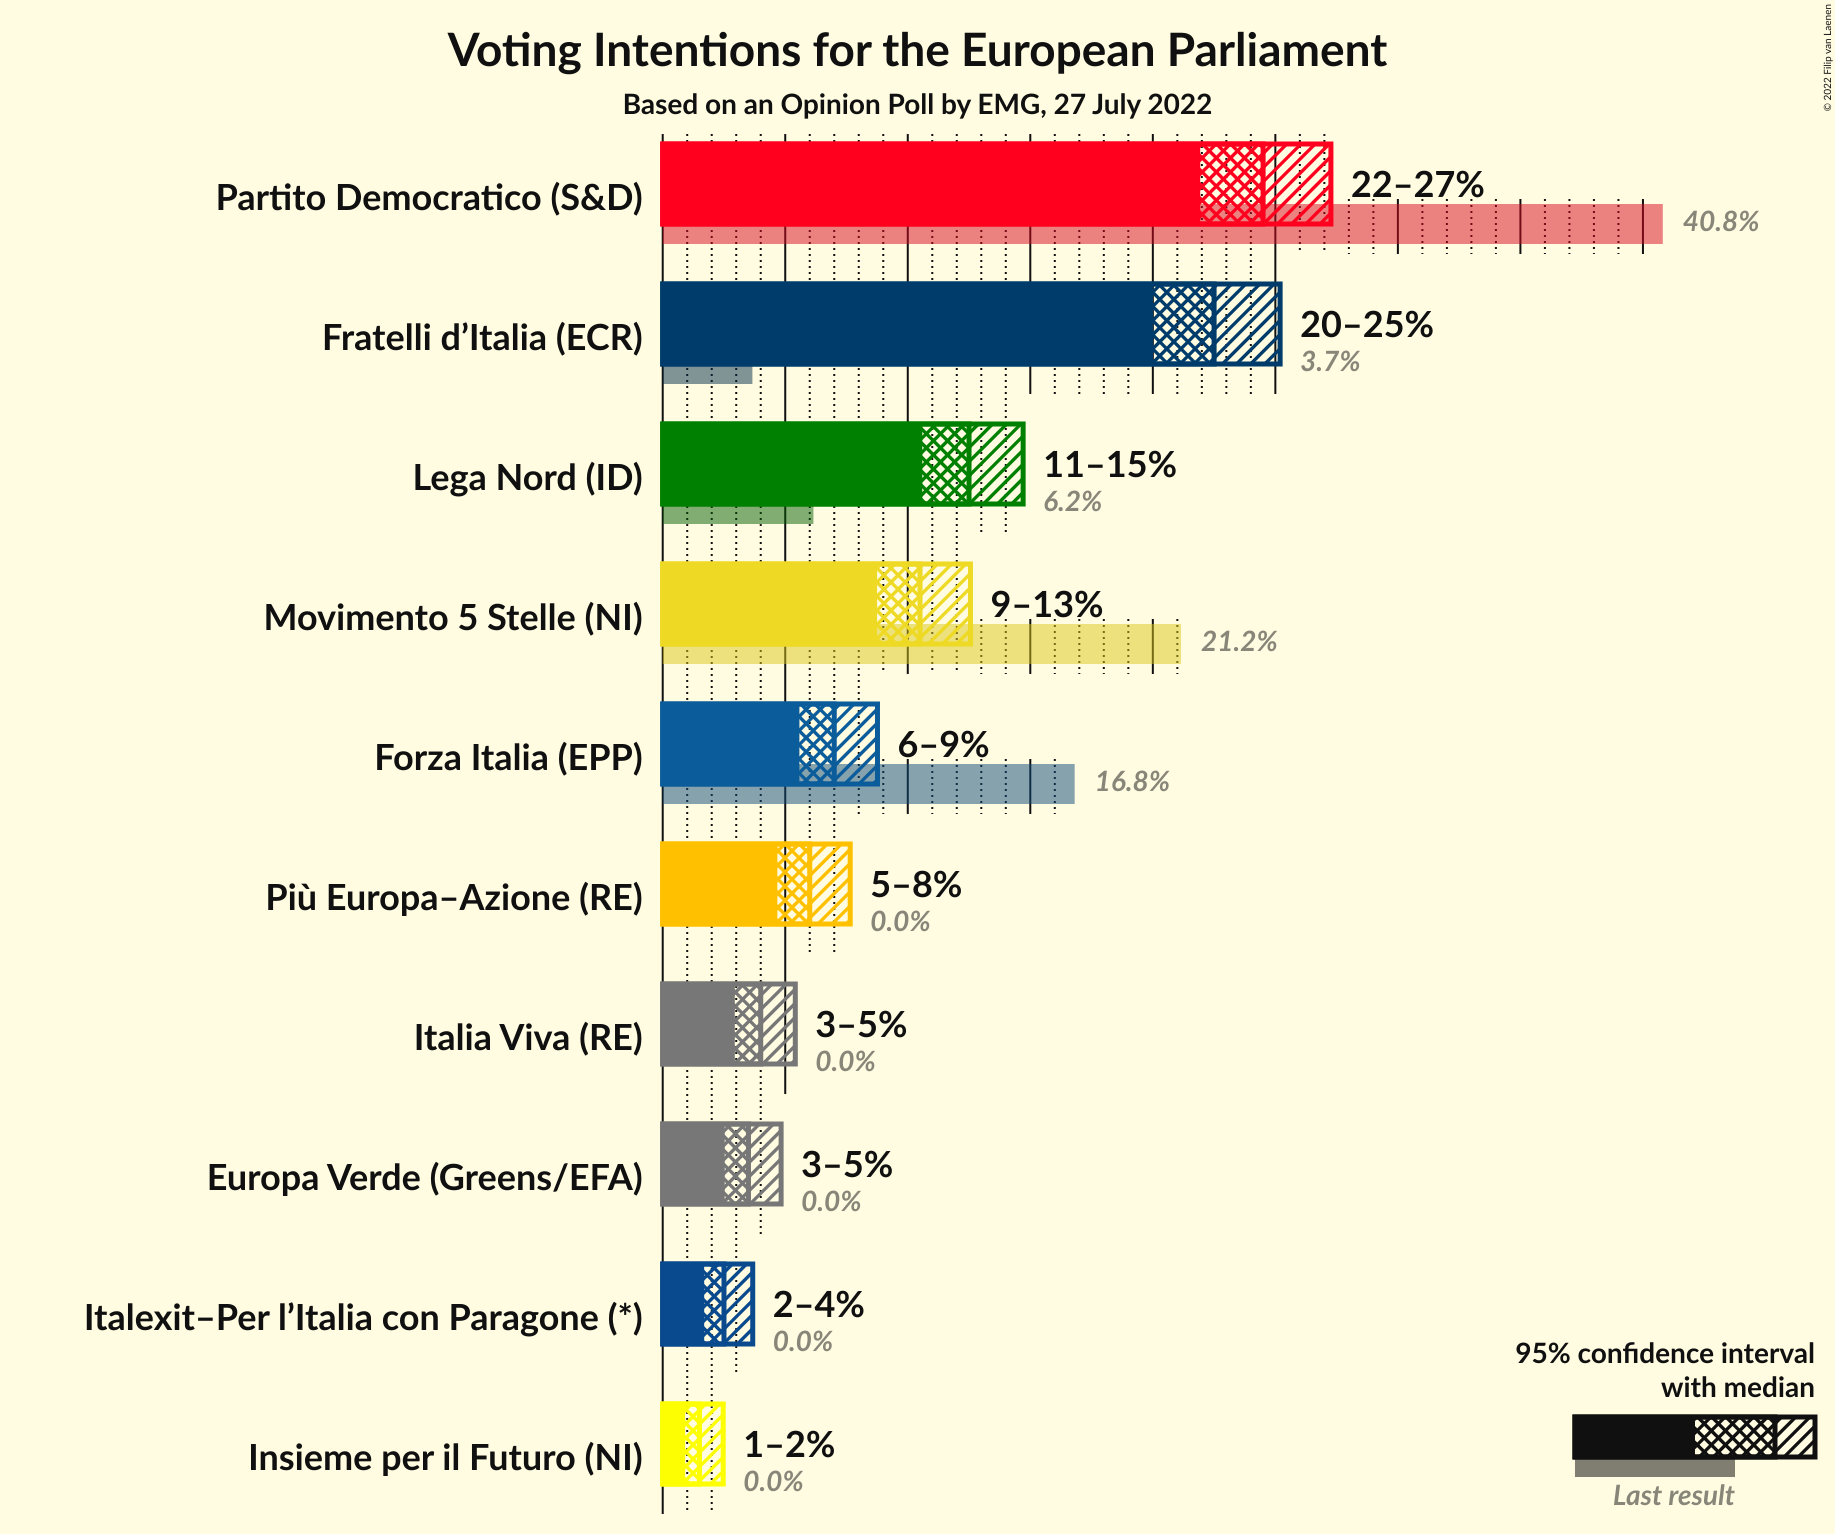 Voting Intentions for the European Parliament
Based on an Opinion Poll by EMG, 27 July 2022
© 2022 Filip van Laenen
Partito Democratico (S&D)
22–27%
40.8%
Fratelli d’Italia (ECR)
20–25%
3.7%
Lega Nord (ID)
11–15%
6.2%
Movimento 5 Stelle (NI)
9–13%
21.2%
Forza Italia (EPP)
6–9%
16.8%
Più Europa–Azione (RE)
5–8%
0.0%
Italia Viva (RE)
3–5%
0.0%
Europa Verde (Greens/EFA)
3–5%
0.0%
Italexit–Per l’Italia con Paragone (*)
2–4%
0.0%
Insieme per il Futuro (NI)
1–2%
0.0%
95% confidence interval
with median
Last result